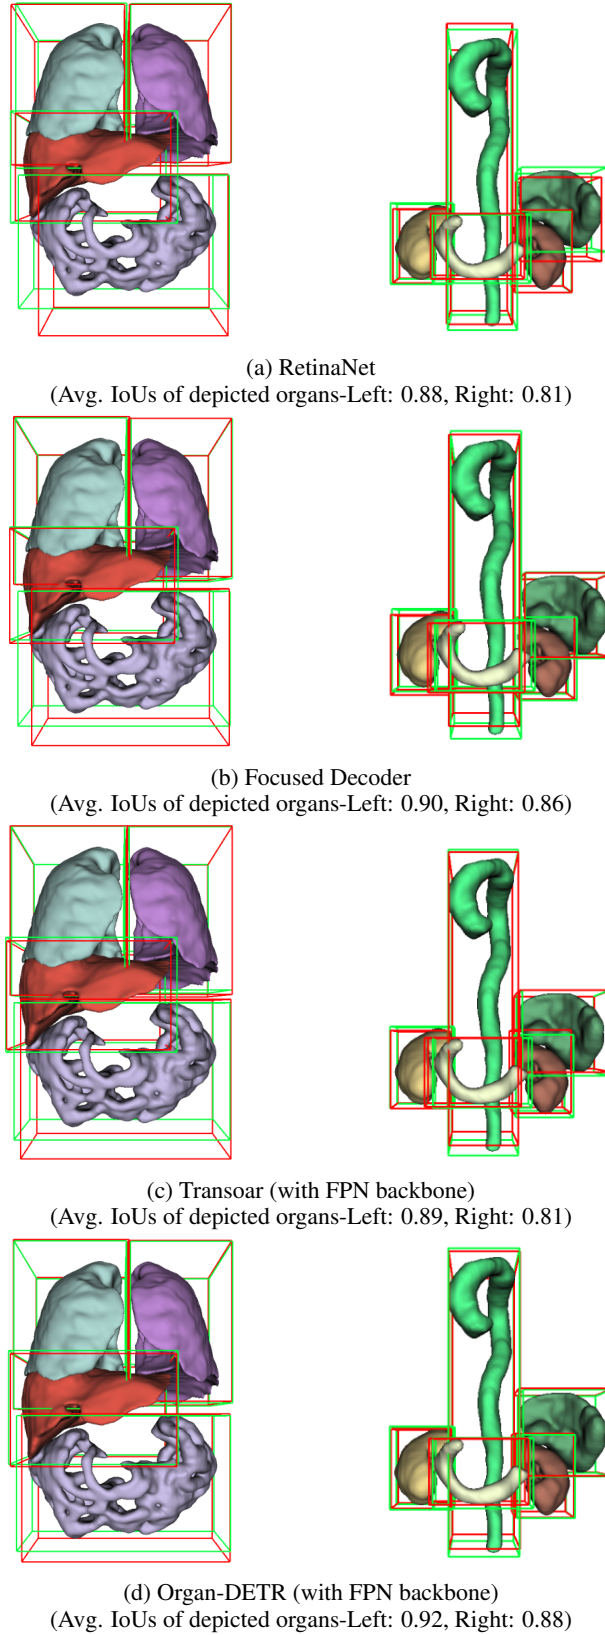 (a) RetinaNet
(Avg. IoUs of depicted organs-Left: 0.88, Right: 0.81)
(b) Focused Decoder
(Avg. IoUs of depicted organs-Left: 0.90, Right: 0.86)
(c) Transoar (with FPN backbone)
(Avg. IoUs of depicted organs-Left: 0.89, Right: 0.81)
(d) Organ-DETR (with FPN backbone)
(Avg. IoUs of depicted organs-Left: 0.92, Right: 0.88)